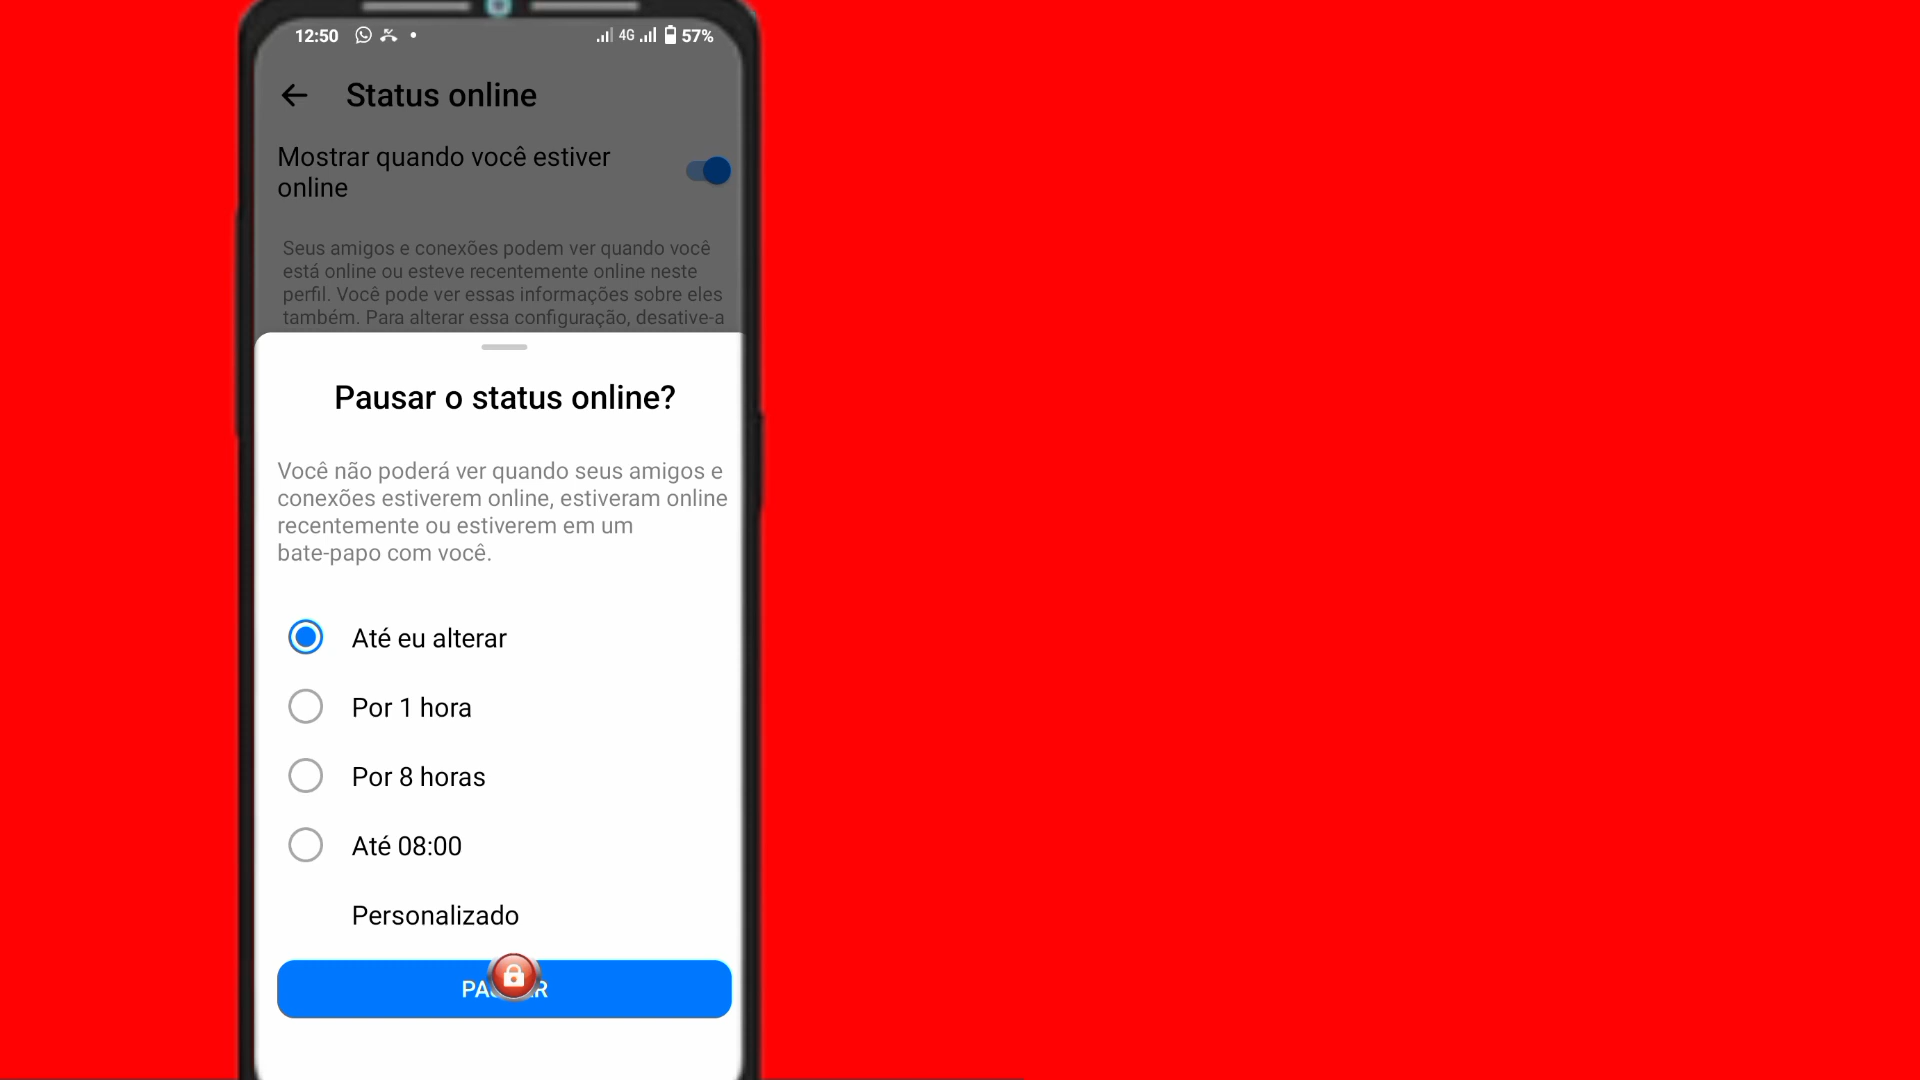 12:50 4G 57%
Status online
Mostrar quando você estiver
online
Seus amigos e conexões podem ver quando você
está online ou esteve recentemente online neste
perfil. Você pode ver essas informações sobre eles
também. Para alterar essa configuração, desative-a
Pausar o status online?
Você não poderá ver quando seus amigos e
conexões estiverem online, estiveram online
recentemente ou estiverem em um
bate-papo com você.
Até eu alterar
Por 1 hora
Por 8 horas
Até 08:00
Personalizado